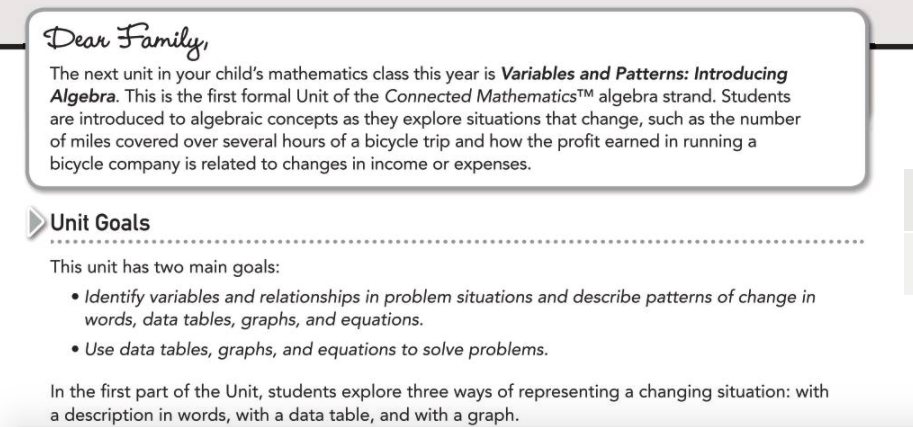 Dear Family,
The next unit in your child's mathematics class this year is Variables and Patterns: Introducing
Algebra. This is the first formal Unit of the Connected Mathematics™ algebra strand. Students
are introduced to algebraic concepts as they explore situations that change, such as the number
of miles covered over several hours of a bicycle trip and how the profit earned in running a
bicycle company is related to changes in income or expenses.
Unit Goals
This unit has two main goals:
• Identify variables and relationships in problem situations and describe patterns of change in
words, data tables, graphs, and equations.
• Use data tables, graphs, and equations to solve problems.
In the first part of the Unit, students explore three ways of representing a changing situation: with
a description in words, with a data table, and with a graph.